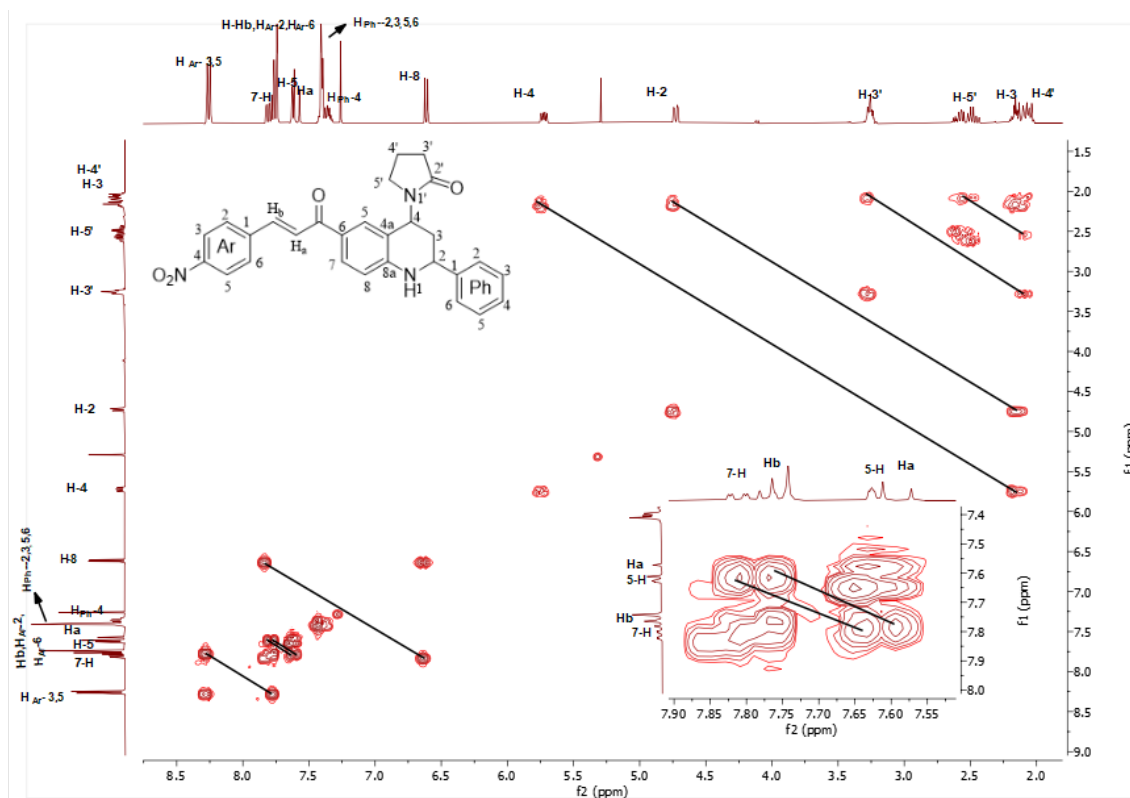 H-Hb,HAr-2,HAr-6
HPh--2,3,5,6
H Ar- 3,5
7-H
H-5
Ha
H Ph-4
H-8
H-4
H-2
H-3'
H-5'
H-3
H-4'
H-4'
H-3
H-5'
H-3'
H-2
H-4
H-8
HPh--2,3,5,6
HPh-4
Ha
H-5
Hb,HAr-2,
HAr-6
7-H
H Ar- 3,5
4' 3'
5' 2'
N O
1'
O
Hb
Ha
2 1
3 Ar
4 6
5
NO2
6 5 4a 4
3
7 8a 2
8 N
H 1
1 2
Ph 3
6 4
5
1.5
2.0
2.5
3.0
3.5
4.0
4.5
5.0
5.5
6.0
6.5
7.0
7.5
8.0
8.5
9.0
f1 (ppm)
8.5 8.0 7.5 7.0 6.5 6.0 5.5 5.0 4.5 4.0 3.5 3.0 2.5 2.0
f2 (ppm)
7-H Hb 5-H Ha
Ha
5-H
Hb
7-H
7.4
7.5
7.6
7.7
7.8
7.9
8.0
f1 (ppm)
7.90 7.85 7.80 7.75 7.70 7.65 7.60 7.55
f2 (ppm)